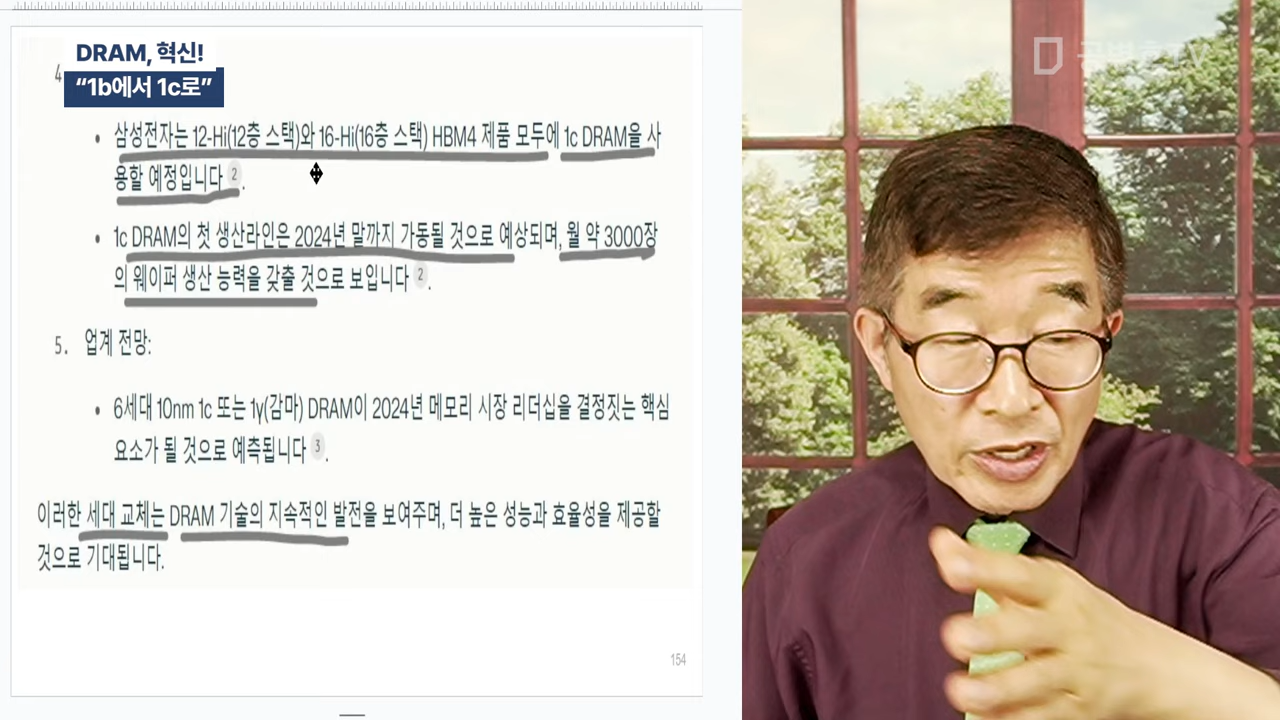 DRAM, 혁신!
“1b에서 1c로”
공병호TV
4
• 삼성전자는 12-Hi(12층 스택)와 16-Hi(16층 스택) HBM4 제품 모두에 1c DRAM을 사
용할 예정입니다 2 .
• 1c DRAM의 첫 생산라인은 2024년 말까지 가동될 것으로 예상되며, 월 약 3000장
의 웨이퍼 생산 능력을 갖출 것으로 보입니다 2 .
5. 업계 전망:
• 6세대 10nm 1c 또는 1γ(감마) DRAM이 2024년 메모리 시장 리더십을 결정짓는 핵심
요소가 될 것으로 예측됩니다 3 .
이러한 세대 교체는 DRAM 기술의 지속적인 발전을 보여주며, 더 높은 성능과 효율성을 제공할
것으로 기대됩니다.
154